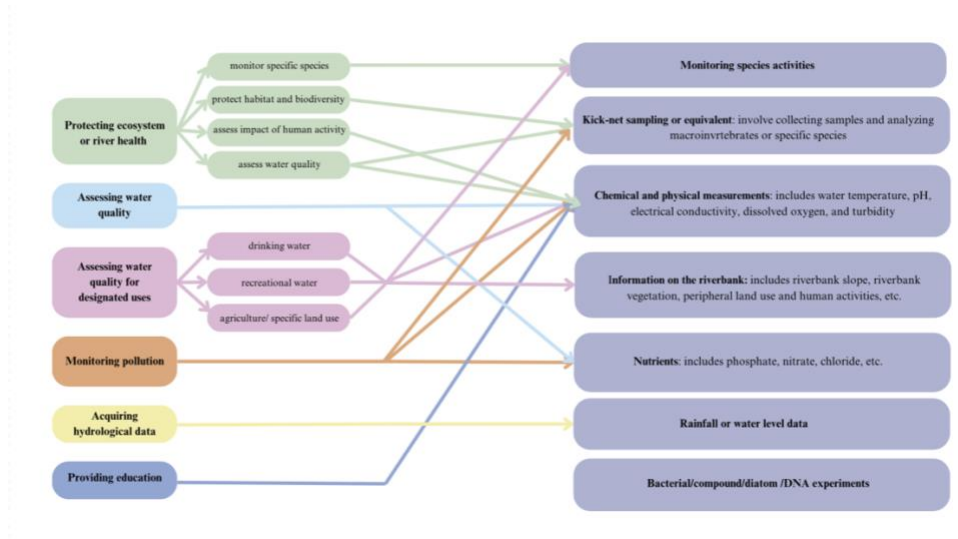 Protecting ecosystem
or river health
monitor specific species
protect habitat and biodiversity
assess impact of human activity
assess water quality
Assessing water
quality
Assessing water
quality for
designated uses
drinking water
recreational water
agriculture/ specific land use
Monitoring pollution
Acquiring
hydrological data
Providing education
Monitoring species activities
Kick-net sampling or equivalent: involve collecting samples and analyzing
macroinvrtebrates or specific species
Chemical and physical measurements: includes water temperature, pH,
electrical conductivity, dissolved oxygen, and turbidity
Information on the riverbank: includes riverbank slope, riverbank
vegetation, peripheral land use and human activities, etc.
Nutrients: includes phosphate, nitrate, chloride, etc.
Rainfall or water level data
Bacterial/compound/diatom /DNA experiments